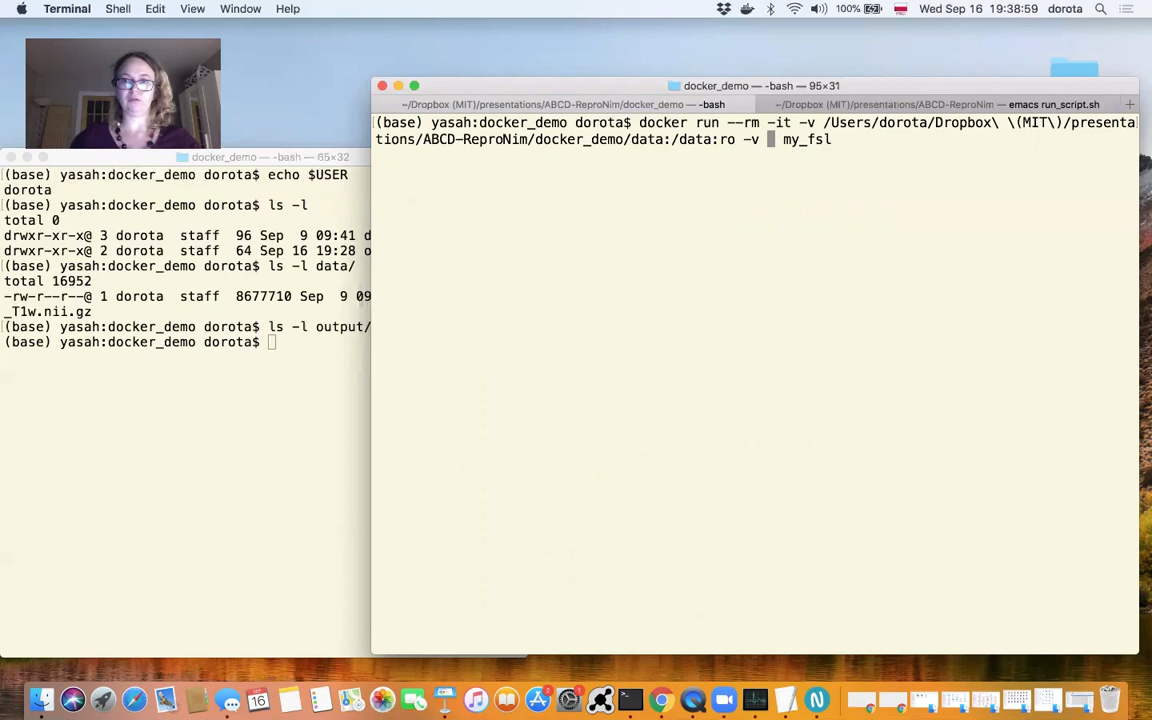 Terminal Shell Edit View Window Help 100% Wed Sep 16 19:38:59 dorota
docker_demo — -bash — 95×31
~/Dropbox (MIT)/presentations/ABCD-ReproNim/docker_demo — -bash
~/Dropbox (MIT)/presentations/ABCD-ReproNim — emacs run_script.sh
(base) yasah:docker_demo dorota$ docker run --rm -it -v /Users/dorota/Dropbox\ \(MIT\)/presenta
tions/ABCD-ReproNim/docker_demo/data:/data:ro -v my_fsl
docker_demo — -bash — 65×32
(base) yasah:docker_demo dorota$ echo $USER
dorota
(base) yasah:docker_demo dorota$ ls -l
total 0
drwxr-xr-x@ 3 dorota staff 96 Sep 9 09:41 d
drwxr-xr-x@ 2 dorota staff 64 Sep 16 19:28 o
(base) yasah:docker_demo dorota$ ls -l data/
total 16952
-rw-r--r--@ 1 dorota staff 8677710 Sep 9 09
_T1w.nii.gz
(base) yasah:docker_demo dorota$ ls -l output/
(base) yasah:docker_demo dorota$
SEP
16